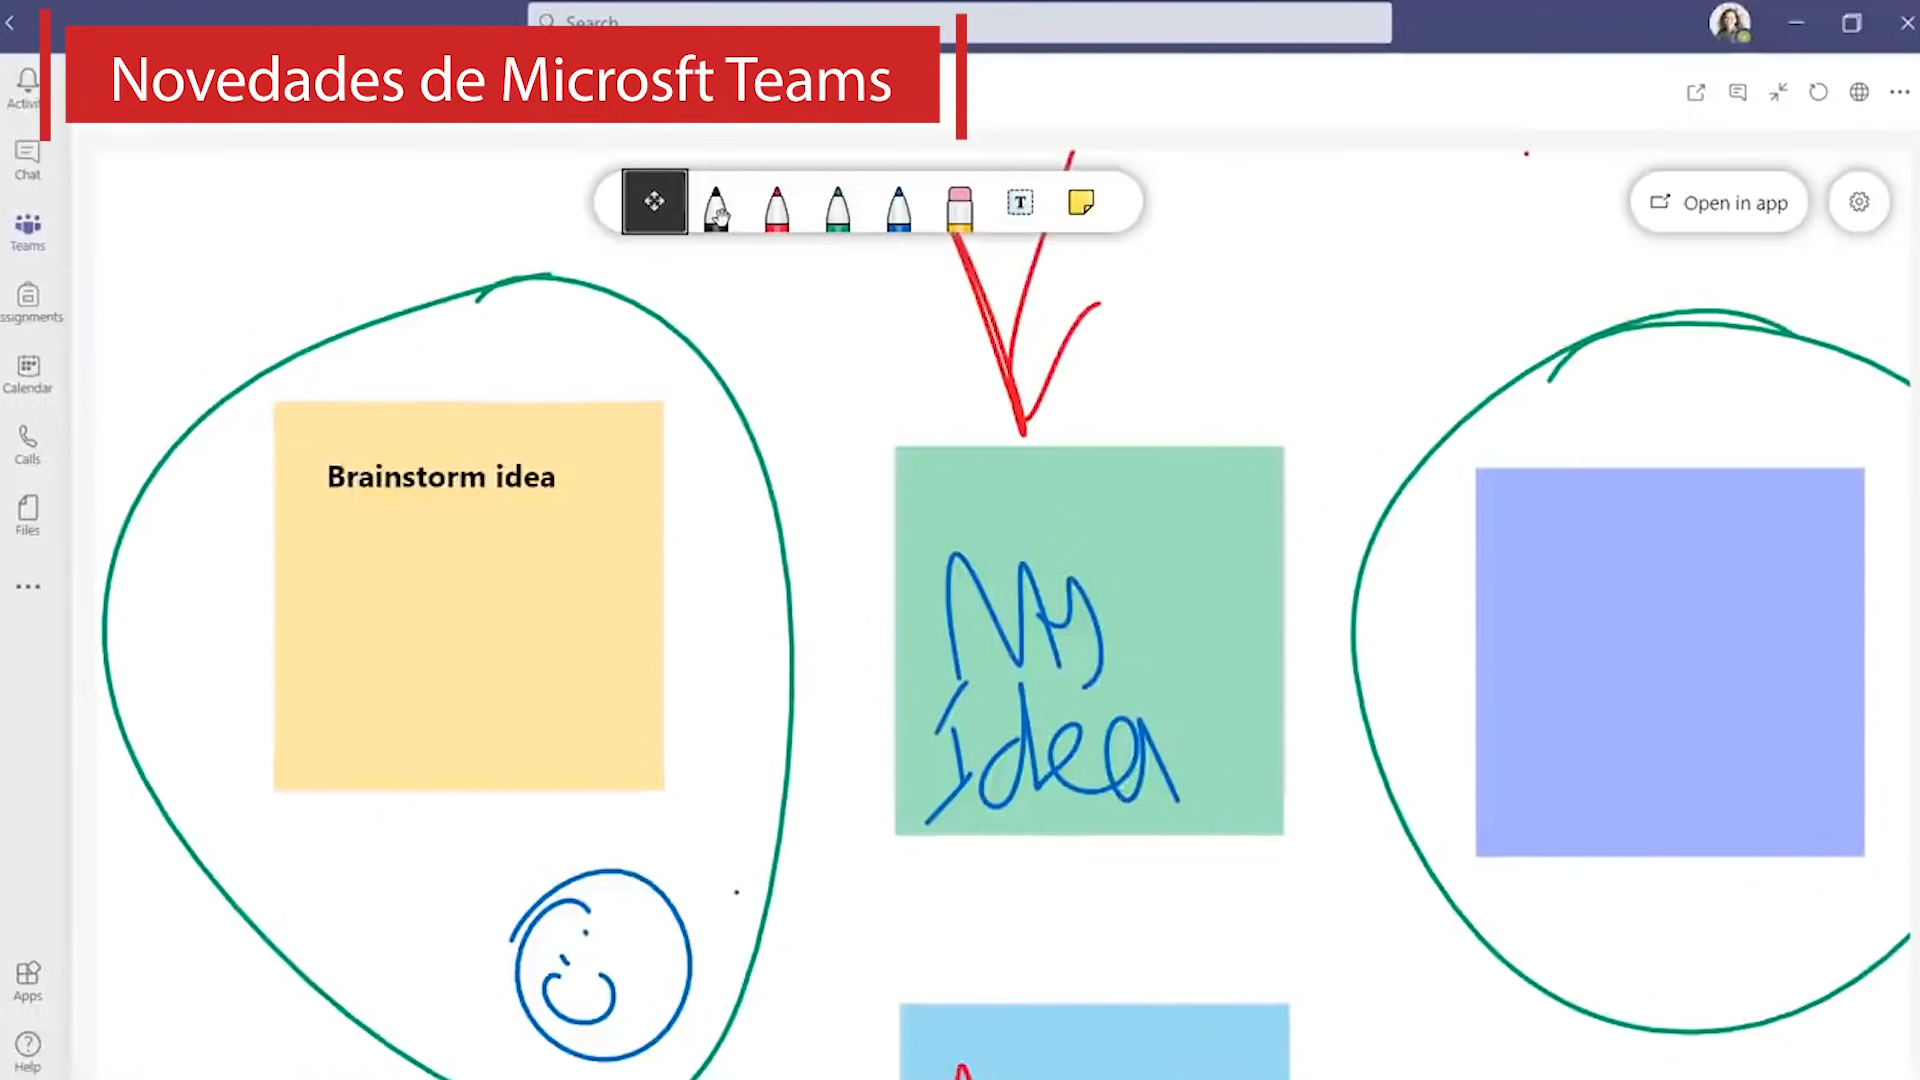 Search
Novedades de Microsft Teams
Activi
Chat
Teams
ssignments
Calendar
Calls
Files
Apps
Help
T
Open in app
Brainstorm idea
My
idea